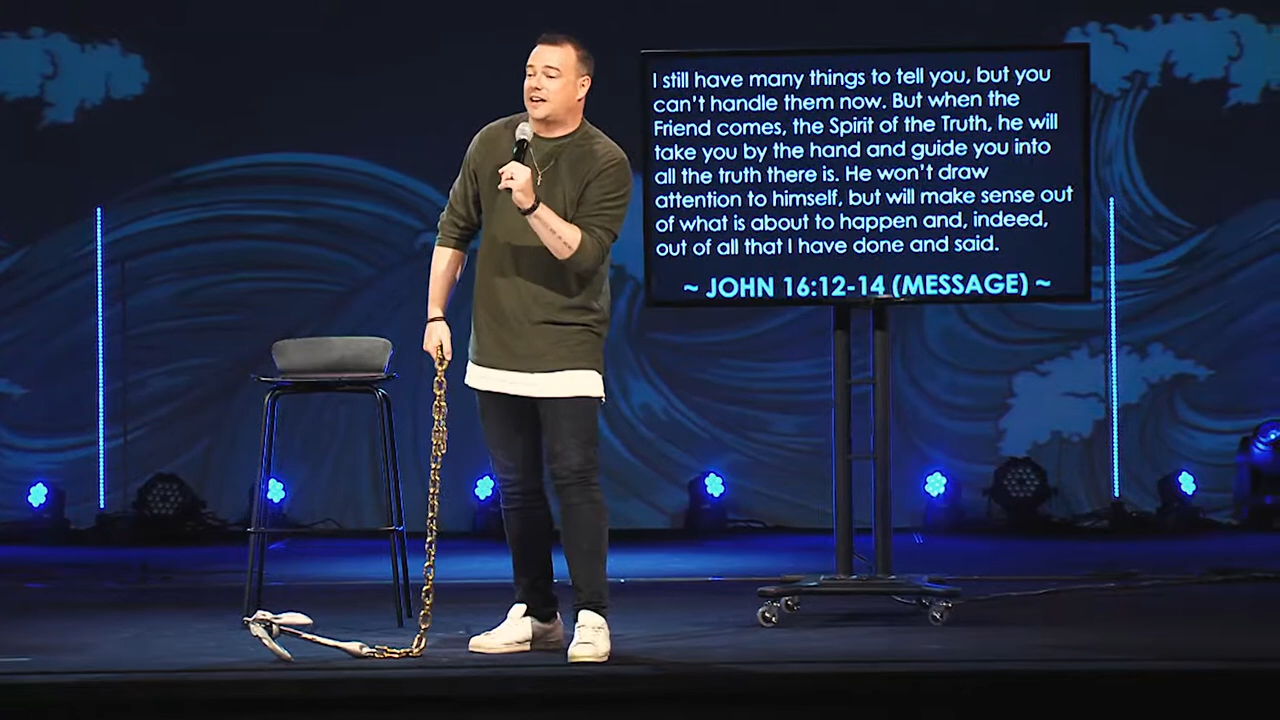 I still have many things to tell you, but you
can't handle them now. But when the
Friend comes, the Spirit of the Truth, he will
take you by the hand and guide you into
all the truth there is. He won't draw
attention to himself, but will make sense out
of what is about to happen and, indeed,
out of all that I have done and said.
~ JOHN 16:12-14 (MESSAGE) ~